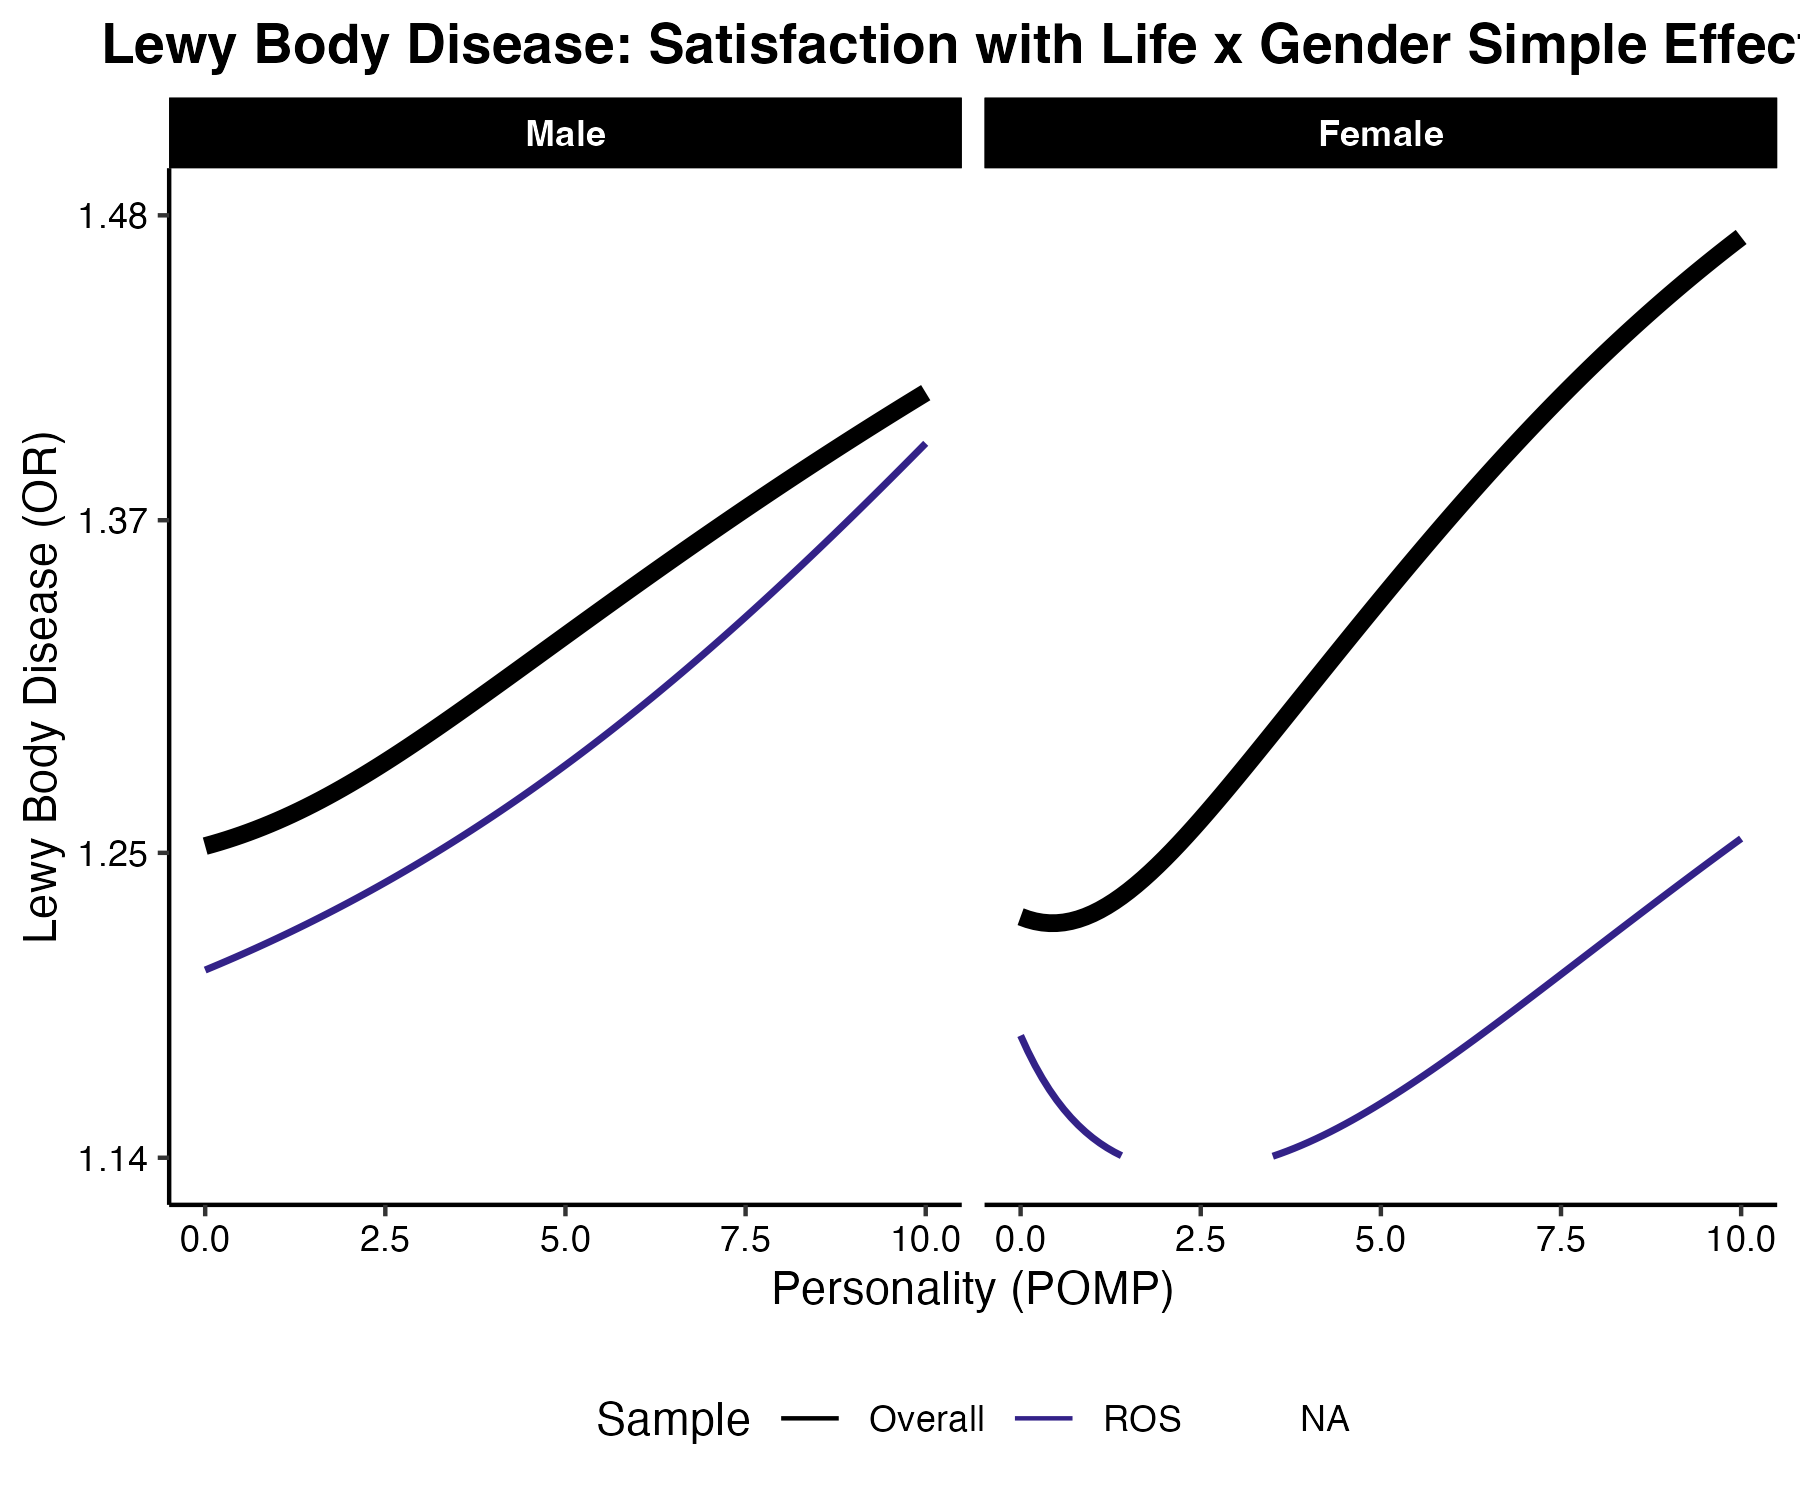 Lewy Body Disease: Satisfaction with Life x Gender Simple Effec
Male
Female
Lewy Body Disease (OR)
1.48
1.37
1.25
1.14
0.0 2.5 5.0 7.5 10.0
0.0 2.5 5.0 7.5 10.0
Personality (POMP)
Sample Overall ROS NA